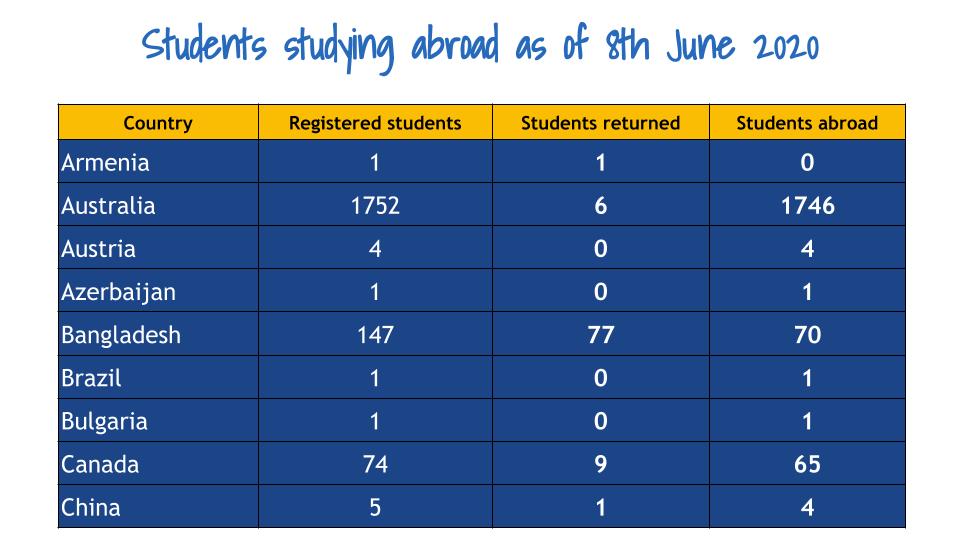 Students studying abroad as of 8th June 2020
Country Registered students Students returned Students abroad
Armenia 1 1 0
Australia 1752 6 1746
Austria 4 0 4
Azerbaijan 1 0 1
Bangladesh 147 77 70
Brazil 1 0 1
Bulgaria 1 0 1
Canada 74 9 65
China 5 1 4